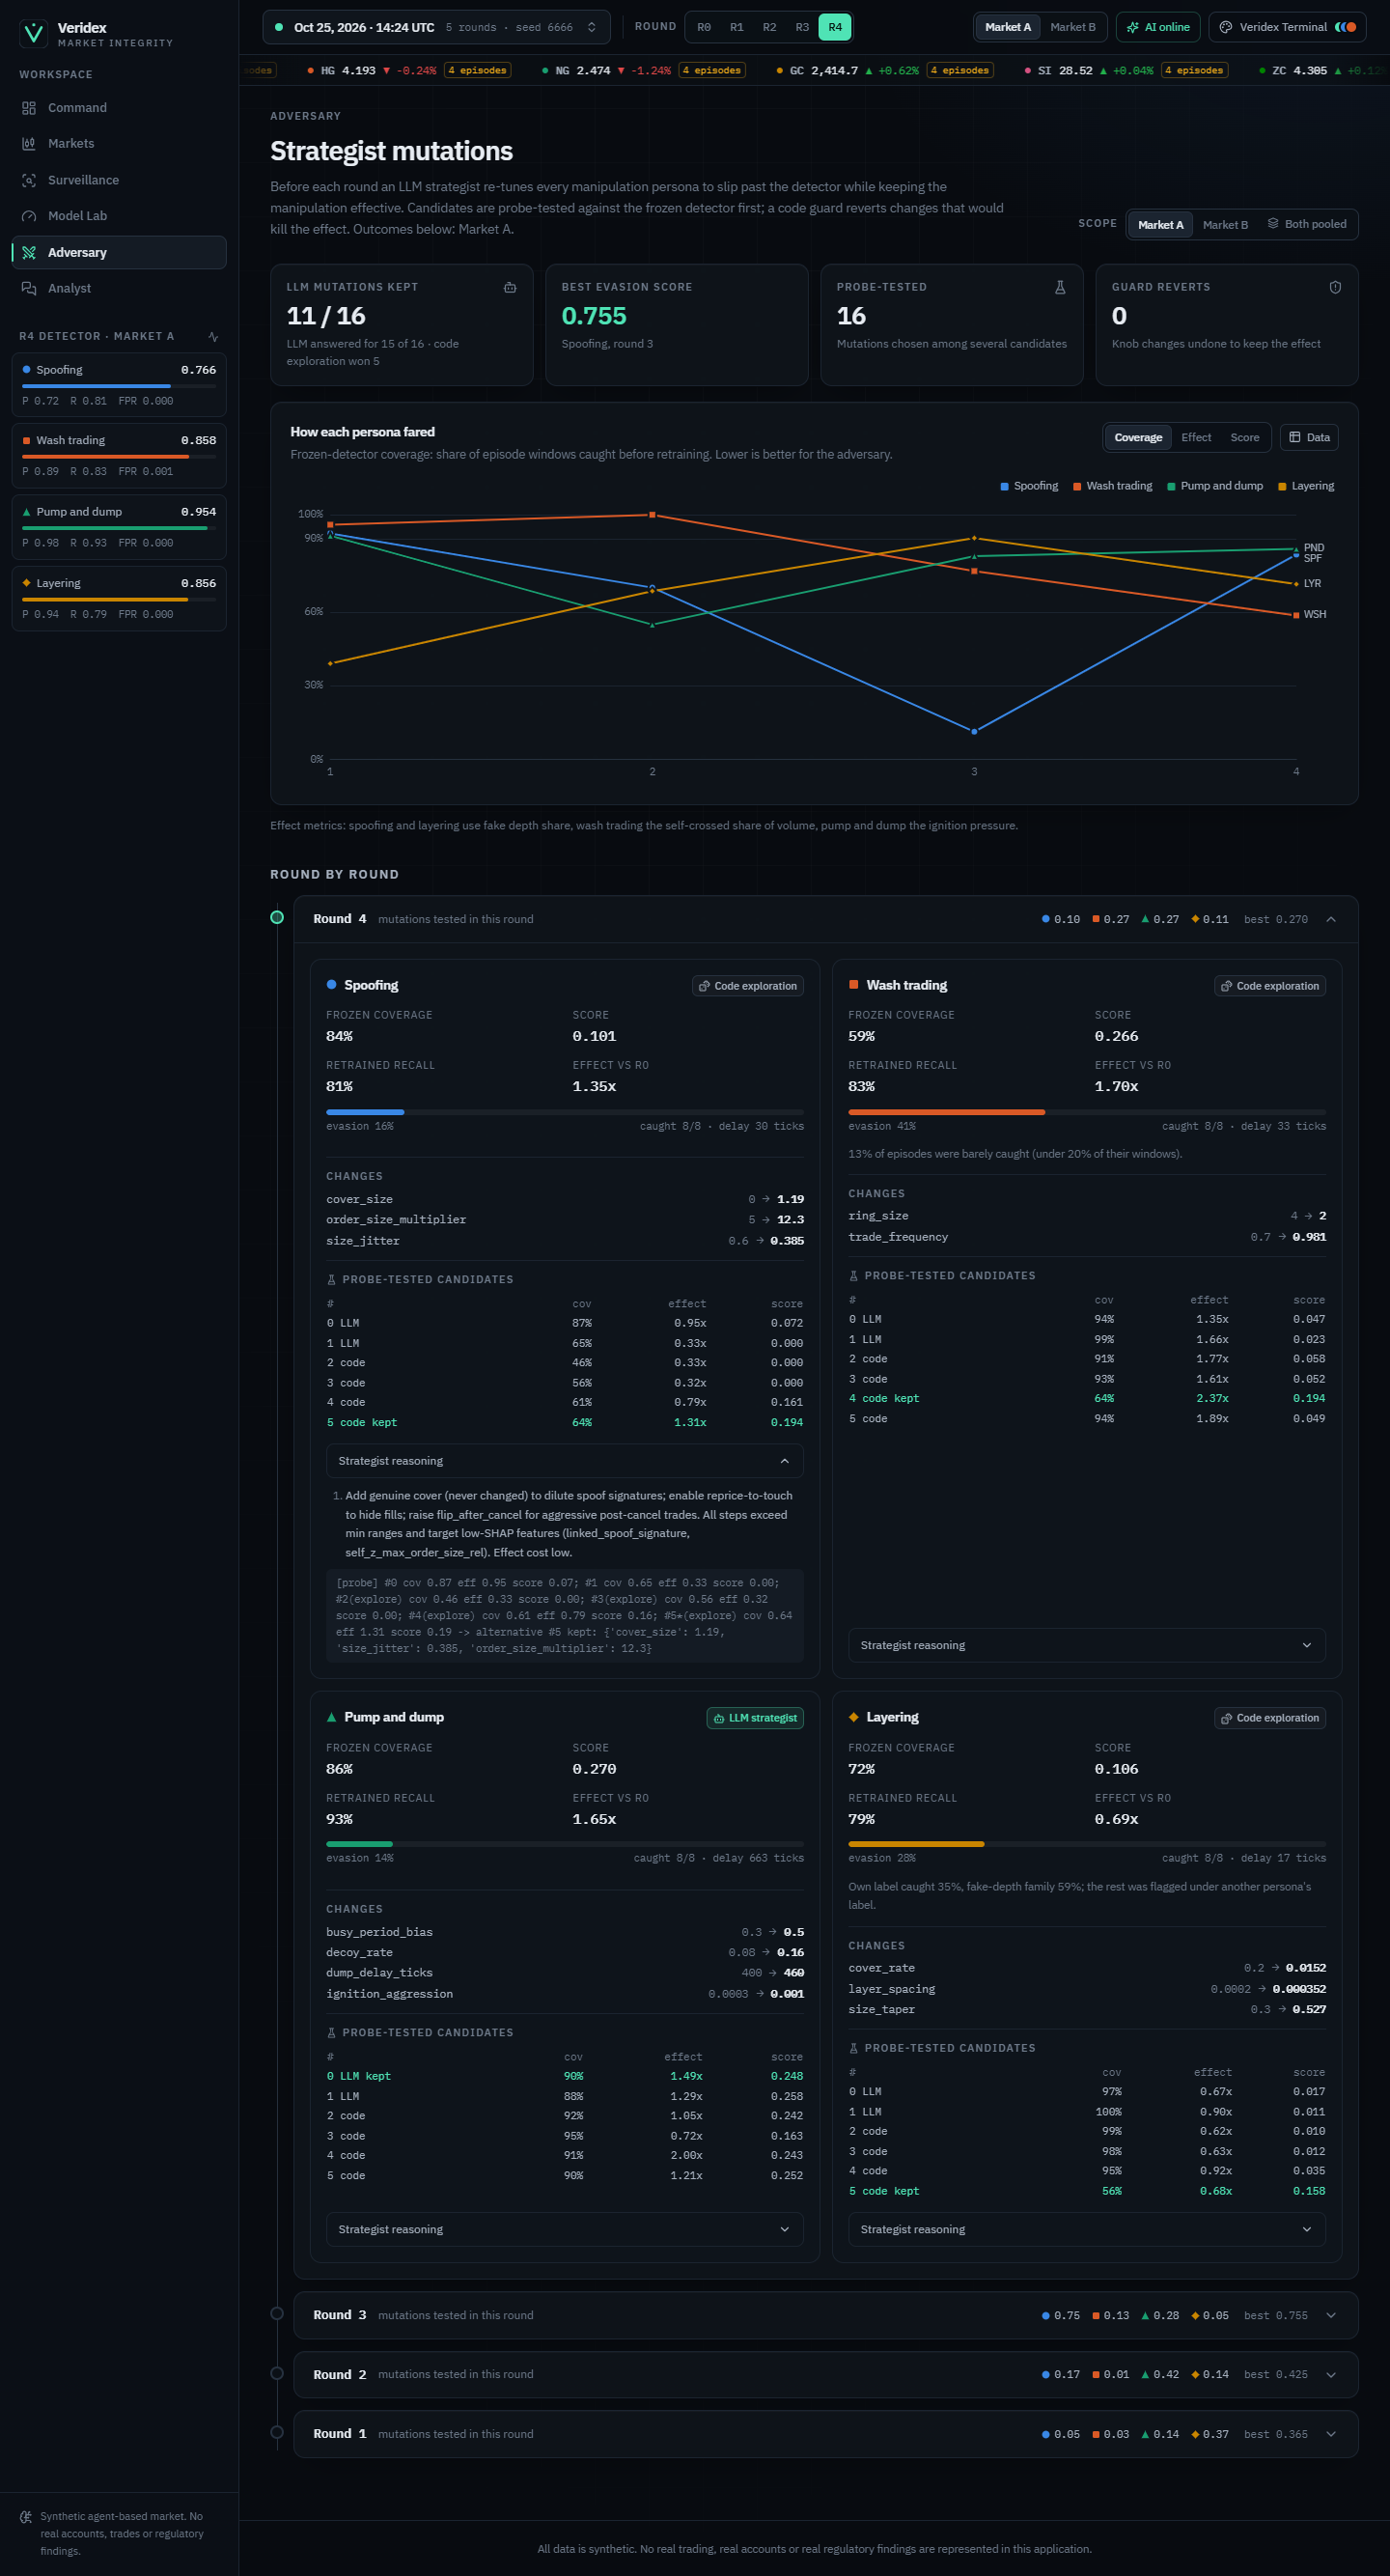 Veridex
MARKET INTEGRITY
WORKSPACE
Command
Markets
Surveillance
Model Lab
Adversary
Analyst
R4 DETECTOR · MARKET A
Spoofing 0.766
P 0.72 R 0.81 FPR 0.000
Wash trading 0.858
P 0.89 R 0.83 FPR 0.001
Pump and dump 0.954
P 0.98 R 0.93 FPR 0.000
Layering 0.856
P 0.94 R 0.79 FPR 0.000
Synthetic agent-based market. No
real accounts, trades or regulatory
findings.
Oct 25, 2026 · 14:24 UTC 5 rounds · seed 6666 ROUND R0 R1 R2 R3 R4 Market A Market B AI online Veridex Terminal
HG 4.193 ▼ -0.24% 4 episodes NG 2.474 ▼ -1.24% 4 episodes GC 2,414.7 ▲ +0.62% 4 episodes SI 28.52 ▲ +0.04% 4 episodes ZC 4.305 ▲
ADVERSARY
Strategist mutations
Before each round an LLM strategist re-tunes every manipulation persona to slip past the detector while keeping the
manipulation effective. Candidates are probe-tested against the frozen detector first; a code guard reverts changes that would
kill the effect. Outcomes below: Market A.
SCOPE Market A Market B Both pooled
LLM MUTATIONS KEPT
11 / 16
LLM answered for 15 of 16 · code
exploration won 5
BEST EVASION SCORE
0.755
Spoofing, round 3
PROBE-TESTED
16
Mutations chosen among several candidates
GUARD REVERTS
0
Knob changes undone to keep the effect
How each persona fared
Frozen-detector coverage: share of episode windows caught before retraining. Lower is better for the adversary.
Coverage Effect Score Data
Spoofing Wash trading Pump and dump Layering
100%
90%
60%
30%
0%
PND
SPF
LYR
WSH
1 2 3 4
Effect metrics: spoofing and layering use fake depth share, wash trading the self-crossed share of volume, pump and dump the ignition pressure.
ROUND BY ROUND
Round 4 mutations tested in this round 0.10 0.27 0.27 0.11 best 0.270
Spoofing Code exploration
FROZEN COVERAGE SCORE
84% 0.101
RETRAINED RECALL EFFECT VS R0
81% 1.35x
evasion 16% caught 8/8 · delay 30 ticks
CHANGES
cover_size 0 → 1.19
order_size_multiplier 5 → 12.3
size_jitter 0.6 → 0.385
PROBE-TESTED CANDIDATES
# cov effect score
0 LLM 87% 0.95x 0.072
1 LLM 65% 0.33x 0.000
2 code 46% 0.33x 0.000
3 code 56% 0.32x 0.000
4 code 61% 0.79x 0.161
5 code kept 64% 1.31x 0.194
Strategist reasoning
1. Add genuine cover (never changed) to dilute spoof signatures; enable reprice-to-touch
to hide fills; raise flip_after_cancel for aggressive post-cancel trades. All steps exceed
min ranges and target low-SHAP features (linked_spoof_signature,
self_z_max_order_size_rel). Effect cost low.
[probe] #0 cov 0.87 eff 0.95 score 0.07; #1 cov 0.65 eff 0.33 score 0.00;
#2(explore) cov 0.46 eff 0.33 score 0.00; #3(explore) cov 0.56 eff 0.32
score 0.00; #4(explore) cov 0.61 eff 0.79 score 0.16; #5*(explore) cov 0.64
eff 1.31 score 0.19 -> alternative #5 kept: {'cover_size': 1.19,
'size_jitter': 0.385, 'order_size_multiplier': 12.3}
Wash trading Code exploration
FROZEN COVERAGE SCORE
59% 0.266
RETRAINED RECALL EFFECT VS R0
83% 1.70x
evasion 41% caught 8/8 · delay 33 ticks
13% of episodes were barely caught (under 20% of their windows).
CHANGES
ring_size 4 → 2
trade_frequency 0.7 → 0.981
PROBE-TESTED CANDIDATES
# cov effect score
0 LLM 94% 1.35x 0.047
1 LLM 99% 1.66x 0.023
2 code 91% 1.77x 0.058
3 code 93% 1.61x 0.052
4 code kept 64% 2.37x 0.194
5 code 94% 1.89x 0.049
Strategist reasoning
Pump and dump LLM strategist
FROZEN COVERAGE SCORE
86% 0.270
RETRAINED RECALL EFFECT VS R0
93% 1.65x
evasion 14% caught 8/8 · delay 663 ticks
CHANGES
busy_period_bias 0.3 → 0.5
decoy_rate 0.08 → 0.16
dump_delay_ticks 400 → 460
ignition_aggression 0.0003 → 0.001
PROBE-TESTED CANDIDATES
# cov effect score
0 LLM kept 90% 1.49x 0.248
1 LLM 88% 1.29x 0.258
2 code 92% 1.05x 0.242
3 code 95% 0.72x 0.163
4 code 91% 2.00x 0.243
5 code 90% 1.21x 0.252
Strategist reasoning
Layering Code exploration
FROZEN COVERAGE SCORE
72% 0.106
RETRAINED RECALL EFFECT VS R0
79% 0.69x
evasion 28% caught 8/8 · delay 17 ticks
Own label caught 35%, fake-depth family 59%; the rest was flagged under another persona's
label.
CHANGES
cover_rate 0.2 → 0.0152
layer_spacing 0.0002 → 0.000352
size_taper 0.3 → 0.527
PROBE-TESTED CANDIDATES
# cov effect score
0 LLM 97% 0.67x 0.017
1 LLM 100% 0.90x 0.011
2 code 99% 0.62x 0.010
3 code 98% 0.63x 0.012
4 code 95% 0.92x 0.035
5 code kept 56% 0.68x 0.158
Strategist reasoning
Round 3 mutations tested in this round 0.75 0.13 0.28 0.05 best 0.755
Round 2 mutations tested in this round 0.17 0.01 0.42 0.14 best 0.425
Round 1 mutations tested in this round 0.05 0.03 0.14 0.37 best 0.365
All data is synthetic. No real trading, real accounts or real regulatory findings are represented in this application.